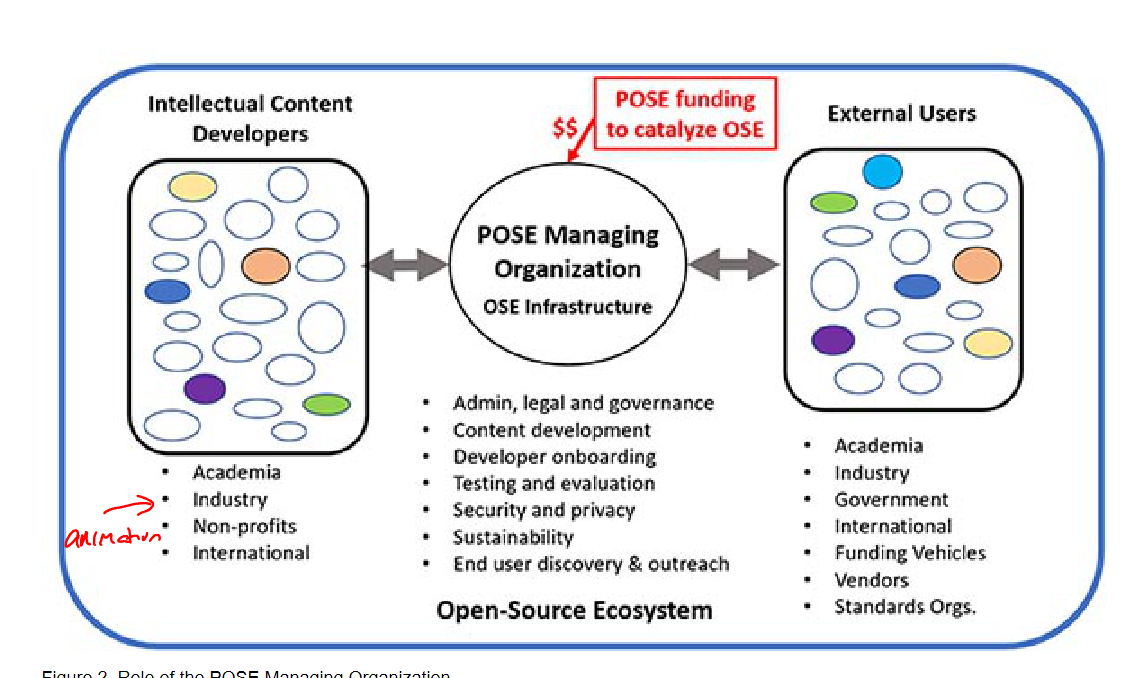 Intellectual Content
Developers
$$
POSE funding
to catalyze OSE
External Users
POSE Managing
Organization
OSE Infrastructure
• Academia
• Industry
• Non-profits
• International
animation
• Admin, legal and governance
• Content development
• Developer onboarding
• Testing and evaluation
• Security and privacy
• Sustainability
• End user discovery & outreach
• Academia
• Industry
• Government
• International
• Funding Vehicles
• Vendors
• Standards Orgs.
Open-Source Ecosystem
Figure 2. Role of the POSE Managing Organization